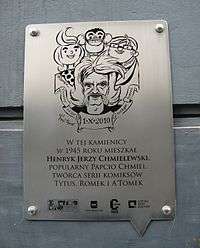 1·X·2010
W TEJ KAMIENICY
W 1945 ROKU MIESZKAŁ
HENRYK JERZY CHMIELEWSKI,
POPULARNY PAPCIO CHMIEL
TWÓRCA SERII KOMIKSÓW
TYTUS, ROMEK I A'TOMEK